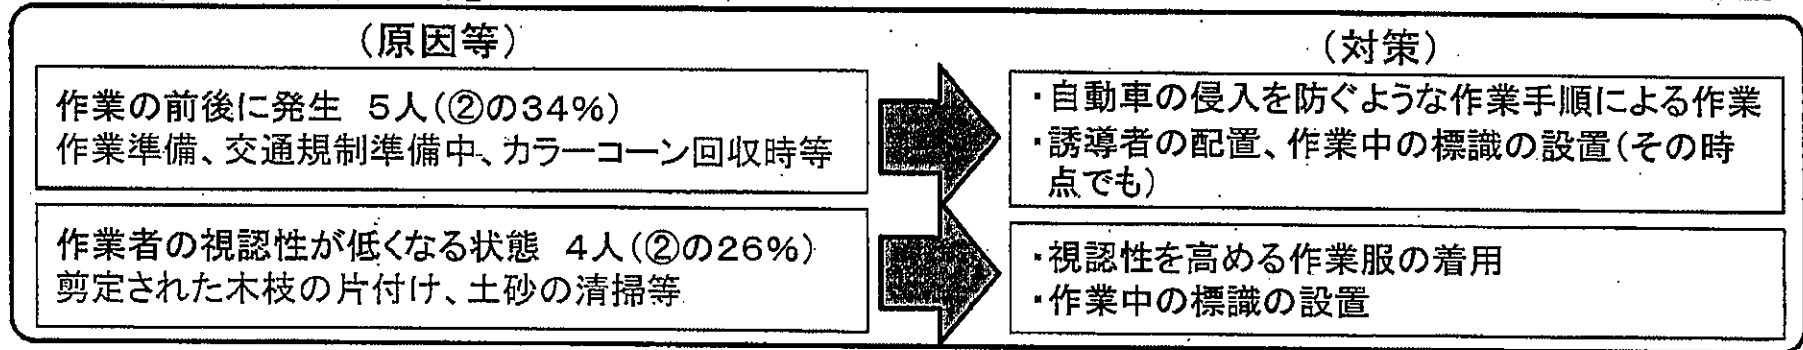 (原因等)
作業の前後に発生 5人(②の34%)
作業準備、交通規制準備中、カラーコーン回収時等
作業者の視認性が低くなる状態 4人(②の26%)
剪定された木枝の片付け、土砂の清掃等
(対策)
・自動車の侵入を防ぐような作業手順による作業
・誘導者の配置、作業中の標識の設置(その時
点でも)
・視認性を高める作業服の着用
・作業中の標識の設置